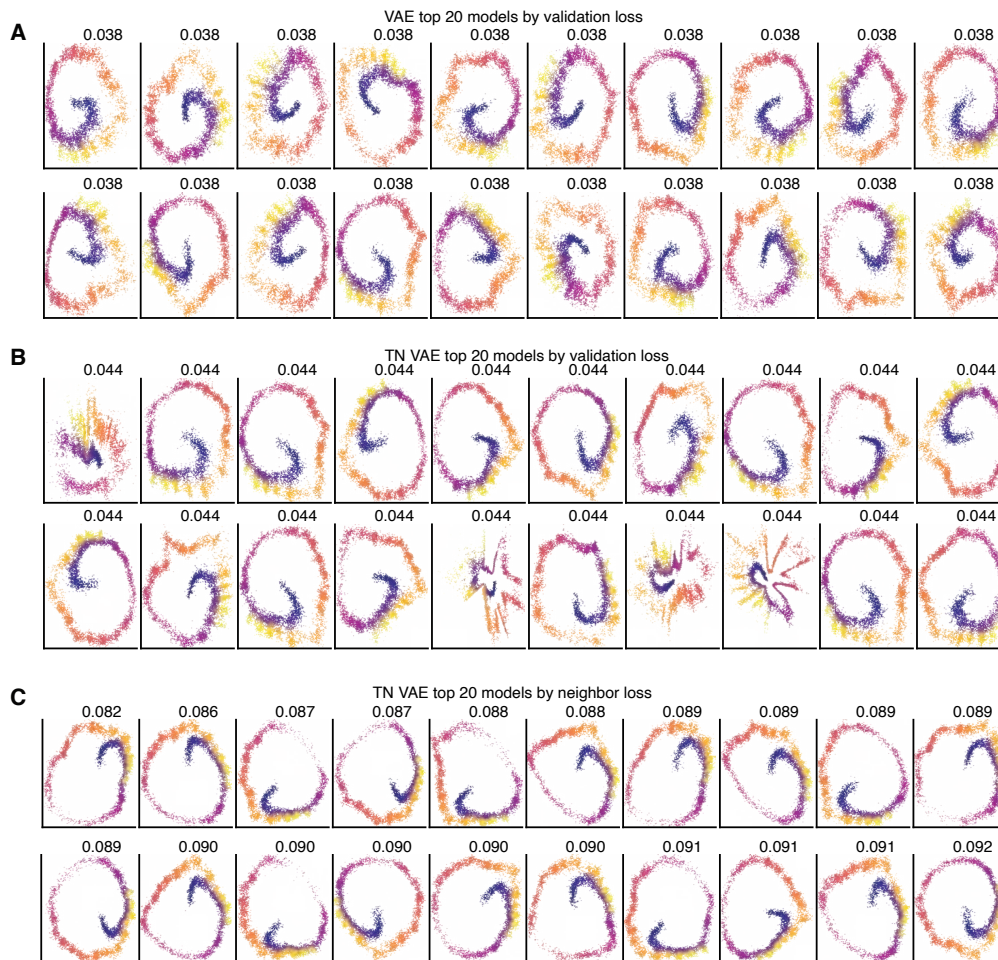 VAE top 20 models by validation loss
A
0.038 0.038 0.038 0.038 0.038 0.038 0.038 0.038 0.038 0.038
0.038 0.038 0.038 0.038 0.038 0.038 0.038 0.038 0.038 0.038
TN VAE top 20 models by validation loss
B
0.044 0.044 0.044 0.044 0.044 0.044 0.044 0.044 0.044 0.044
0.044 0.044 0.044 0.044 0.044 0.044 0.044 0.044 0.044 0.044
TN VAE top 20 models by neighbor loss
C
0.082 0.086 0.087 0.087 0.088 0.088 0.089 0.089 0.089 0.089
0.089 0.090 0.090 0.090 0.090 0.090 0.091 0.091 0.091 0.092